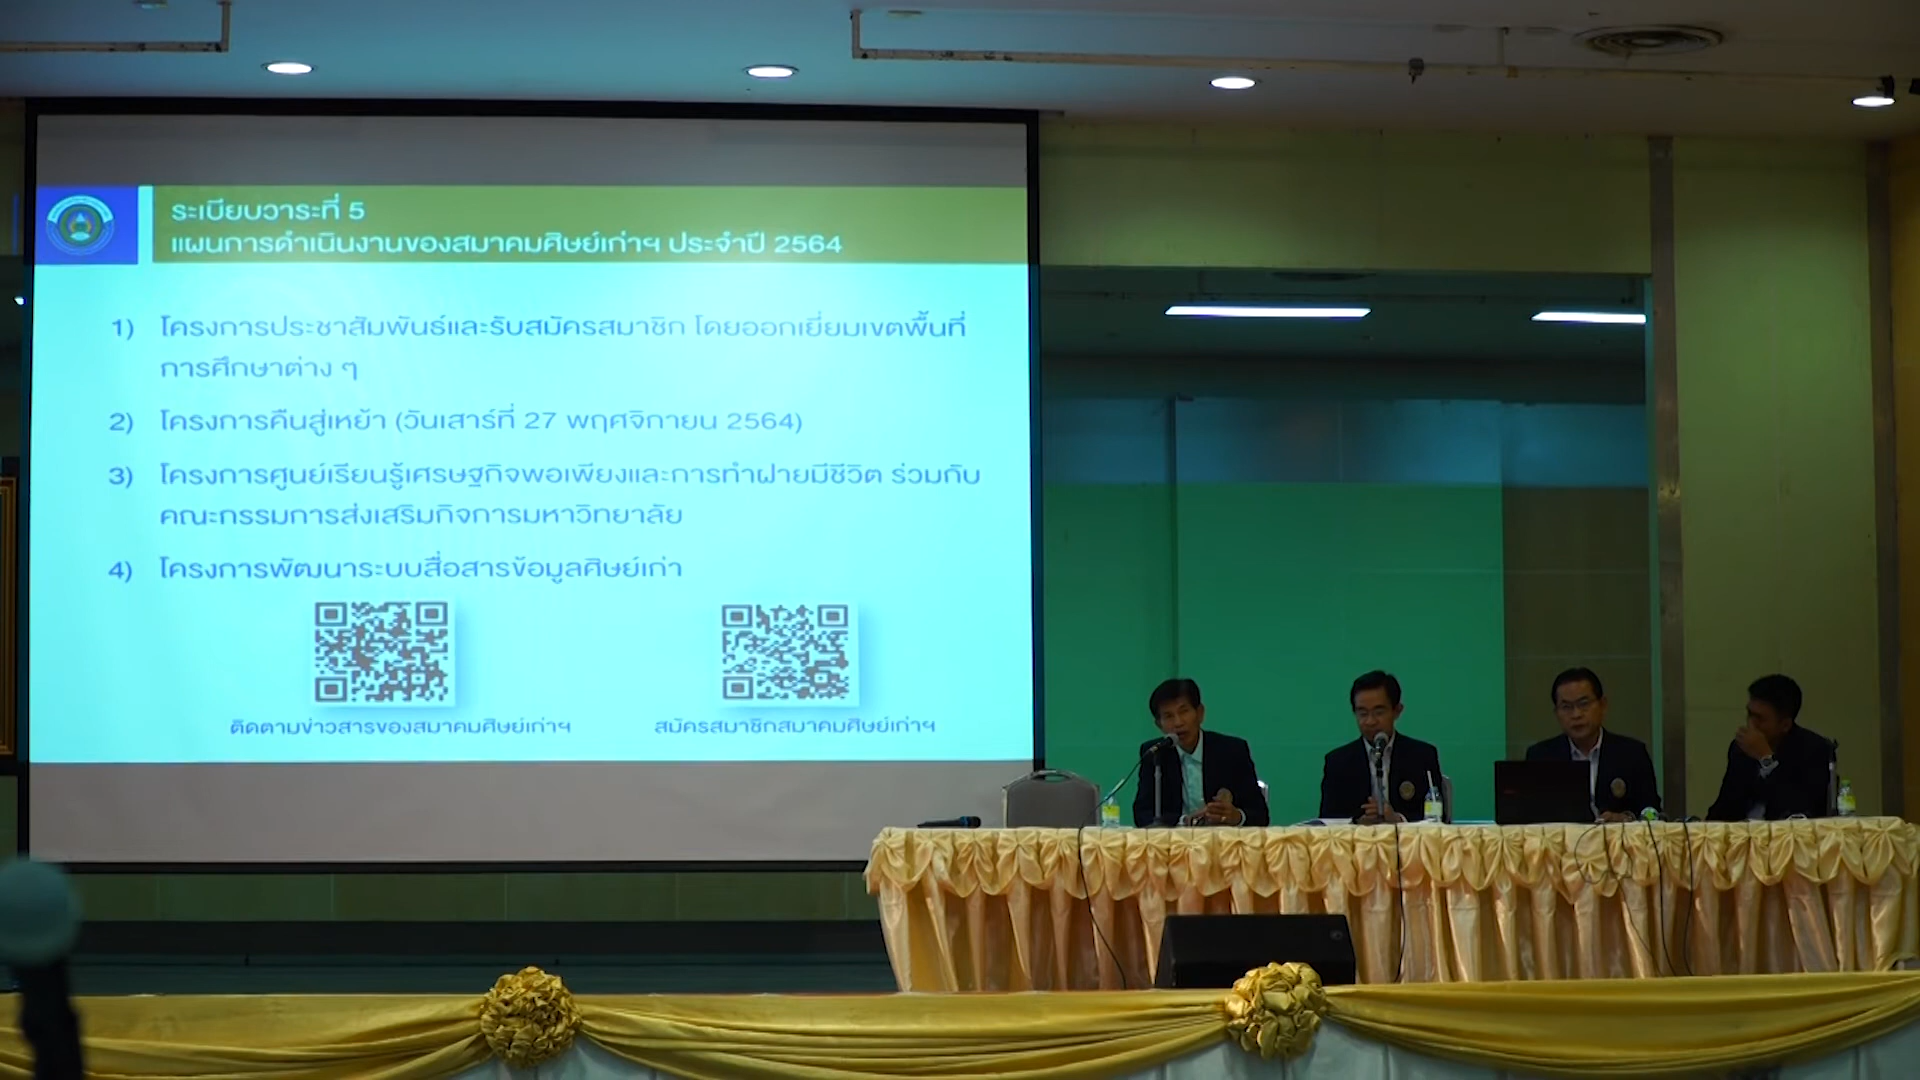 ระเบียบวาระที่ 5
แผนการดำเนินงานของสมาคมศิษย์เก่าฯ ประจำปี 2564
1) โครงการประชาสัมพันธ์และรับสมัครสมาชิก โดยออกเยี่ยมเขตพื้นที่
การศึกษาต่าง ๆ
2) โครงการคืนสู่เหย้า (วันเสาร์ที่ 27 พฤศจิกายน 2564)
3) โครงการศูนย์เรียนรู้เศรษฐกิจพอเพียงและการทำฝายมีชีวิต ร่วมกับ
คณะกรรมการส่งเสริมกิจการมหาวิทยาลัย
4) โครงการพัฒนาระบบสื่อสารข้อมูลศิษย์เก่า
ติดตามข่าวสารของสมาคมศิษย์เก่าฯ
สมัครสมาชิกสมาคมศิษย์เก่าฯ